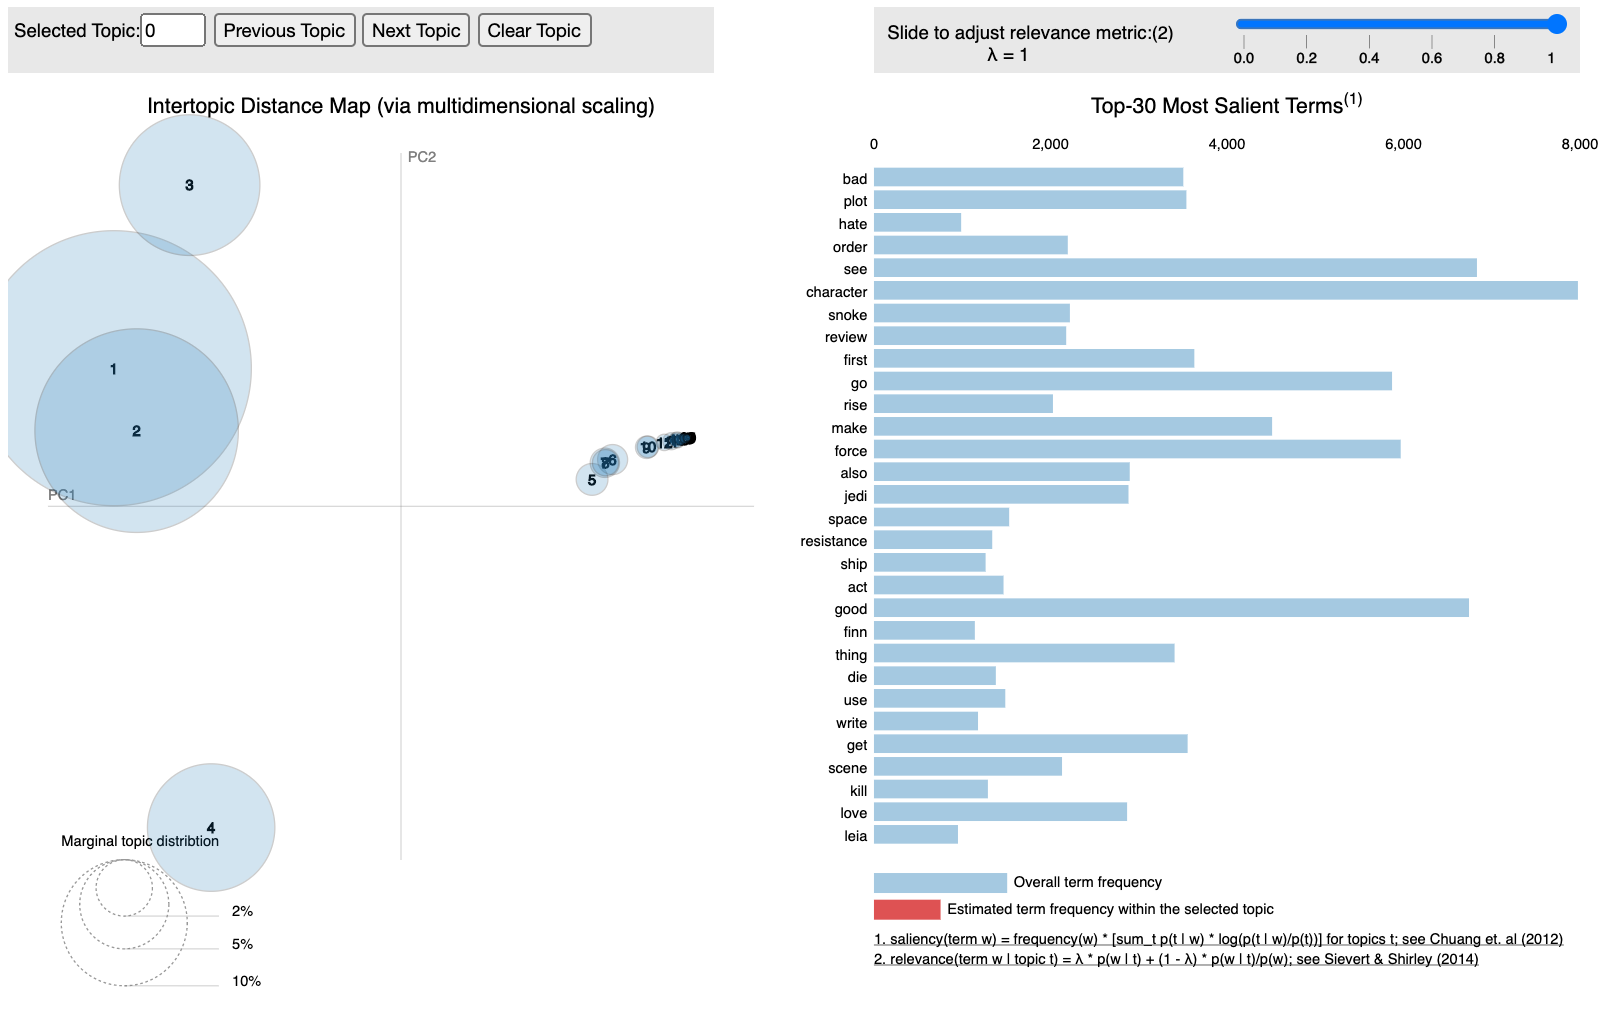 Selected Topic: 0 Previous Topic Next Topic Clear Topic
Slide to adjust relevance metric:(2)
λ = 1
0.0 0.2 0.4 0.6 0.8 1
Intertopic Distance Map (via multidimensional scaling)
PC2
3
1
2
PC1
5
6
10
4
Marginal topic distribtion
2%
5%
10%
Top-30 Most Salient Terms(1)
0 2,000 4,000 6,000 8,000
bad
plot
hate
order
see
character
snoke
review
first
go
rise
make
force
also
jedi
space
resistance
ship
act
good
finn
thing
die
use
write
get
scene
kill
love
leia
Overall term frequency
Estimated term frequency within the selected topic
1. saliency(term w) = frequency(w) * [sum_t p(t | w) * log(p(t | w)/p(t))] for topics t; see Chuang et. al (2012)
2. relevance(term w | topic t) = λ * p(w | t) + (1 - λ) * p(w | t)/p(w); see Sievert & Shirley (2014)